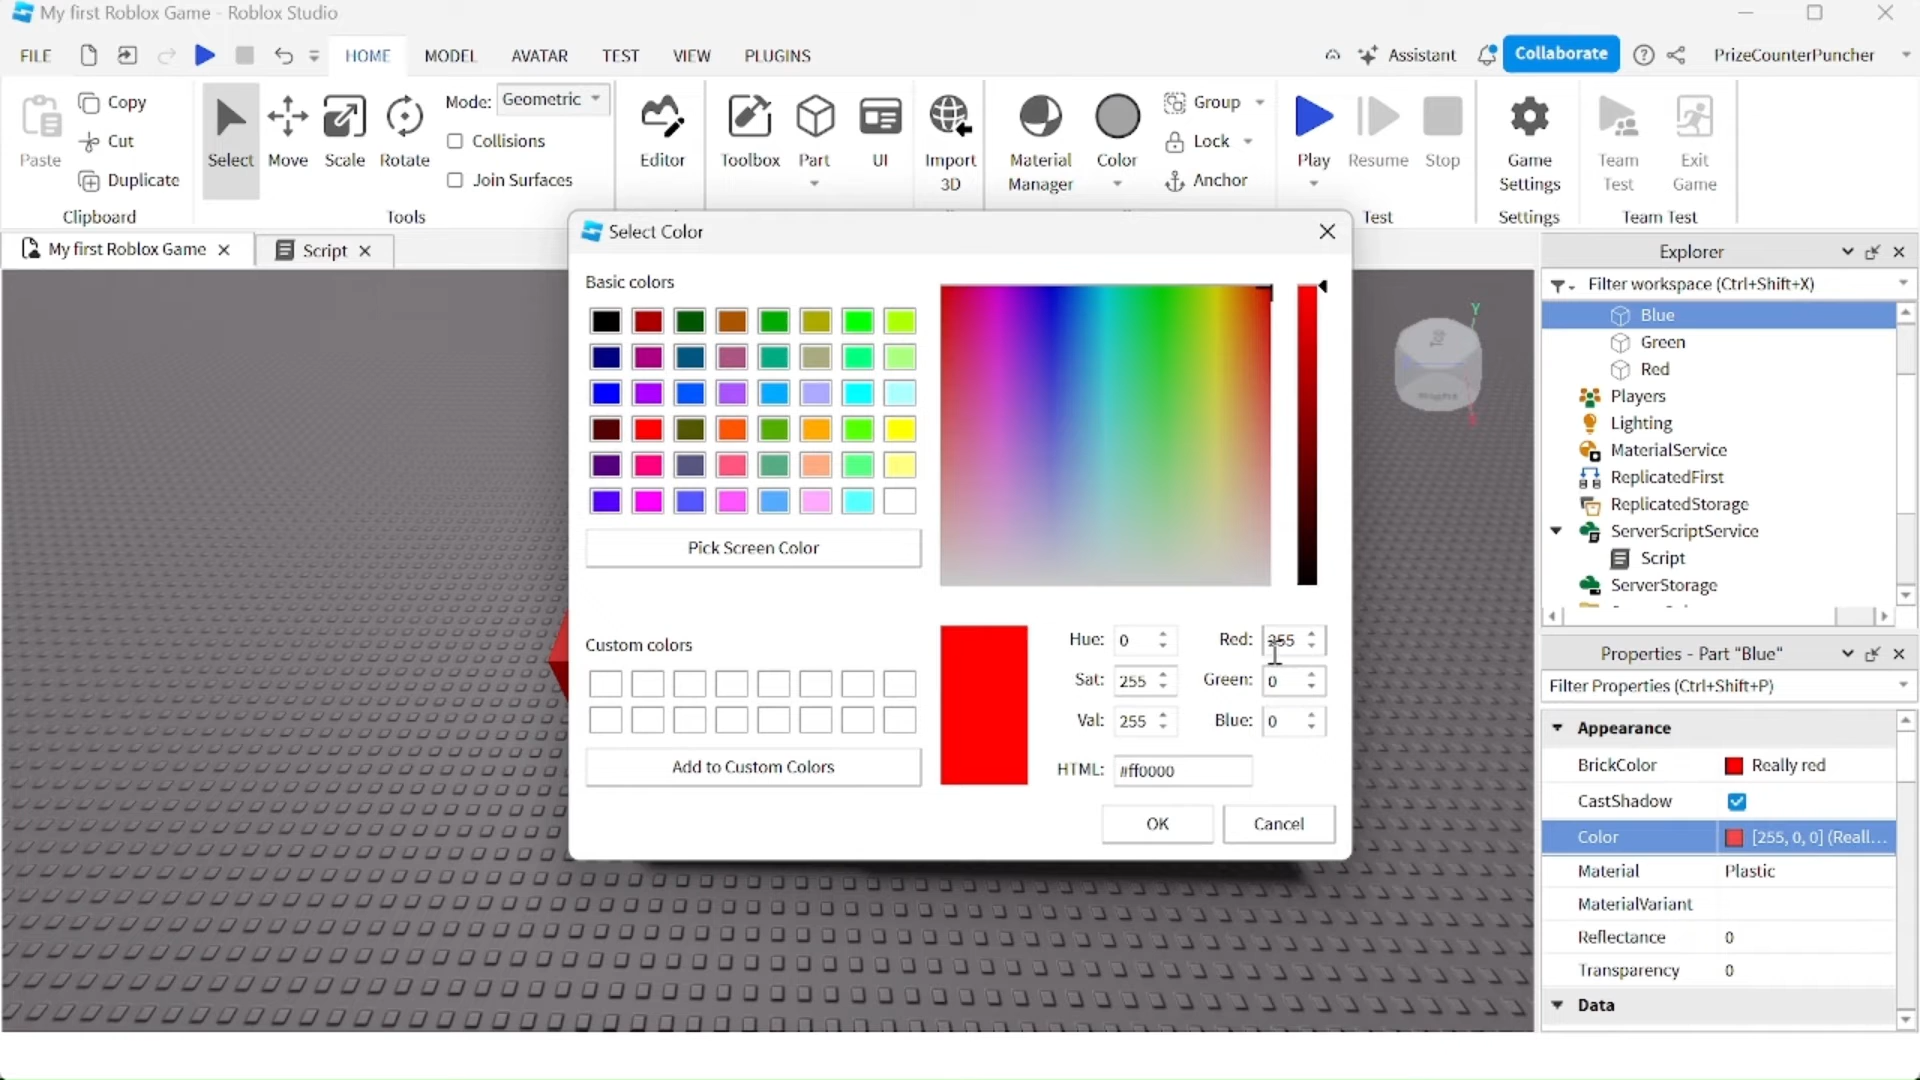 My first Roblox Game - Roblox Studio
FILE HOME MODEL AVATAR TEST VIEW PLUGINS Assistant Collaborate PrizeCounterPuncher
Paste
Copy
Cut
Duplicate
Clipboard
Select Move Scale Rotate
Mode: Geometric
Collisions
Join Surfaces
Tools
Editor
Toolbox Part UI Import 3D
Material Manager
Color
Group
Lock
Anchor
Play Resume Stop
Test
Game Settings
Settings
Team Test
Exit Game
Team Test
My first Roblox Game
Script
Select Color
Basic colors
Pick Screen Color
Custom colors
Add to Custom Colors
Hue: 0 Red: 255
Sat: 255 Green: 0
Val: 255 Blue: 0
HTML: #ff0000
OK Cancel
Y
Explorer
Filter workspace (Ctrl+Shift+X)
Blue
Green
Red
Players
Lighting
MaterialService
ReplicatedFirst
ReplicatedStorage
ServerScriptService
Script
ServerStorage
Properties - Part "Blue"
Filter Properties (Ctrl+Shift+P)
Appearance
BrickColor Really red
CastShadow
Color [255, 0, 0] (Reall...
Material Plastic
MaterialVariant
Reflectance 0
Transparency 0
Data